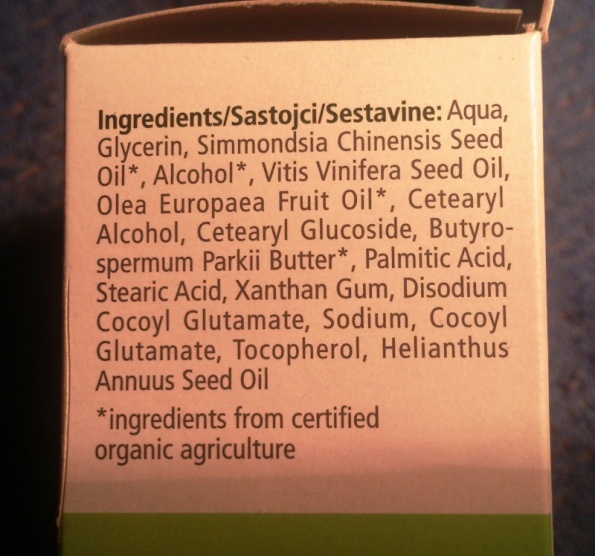 Ingredients/Sastojci/Sestavine: Aqua,
Glycerin, Simmondsia Chinensis Seed
Oil*, Alcohol*, Vitis Vinifera Seed Oil,
Olea Europaea Fruit Oil*, Cetearyl
Alcohol, Cetearyl Glucoside, Butyro-
spermum Parkii Butter*, Palmitic Acid,
Stearic Acid, Xanthan Gum, Disodium
Cocoyl Glutamate, Sodium, Cocoyl
Glutamate, Tocopherol, Helianthus
Annuus Seed Oil
*ingredients from certified
organic agriculture